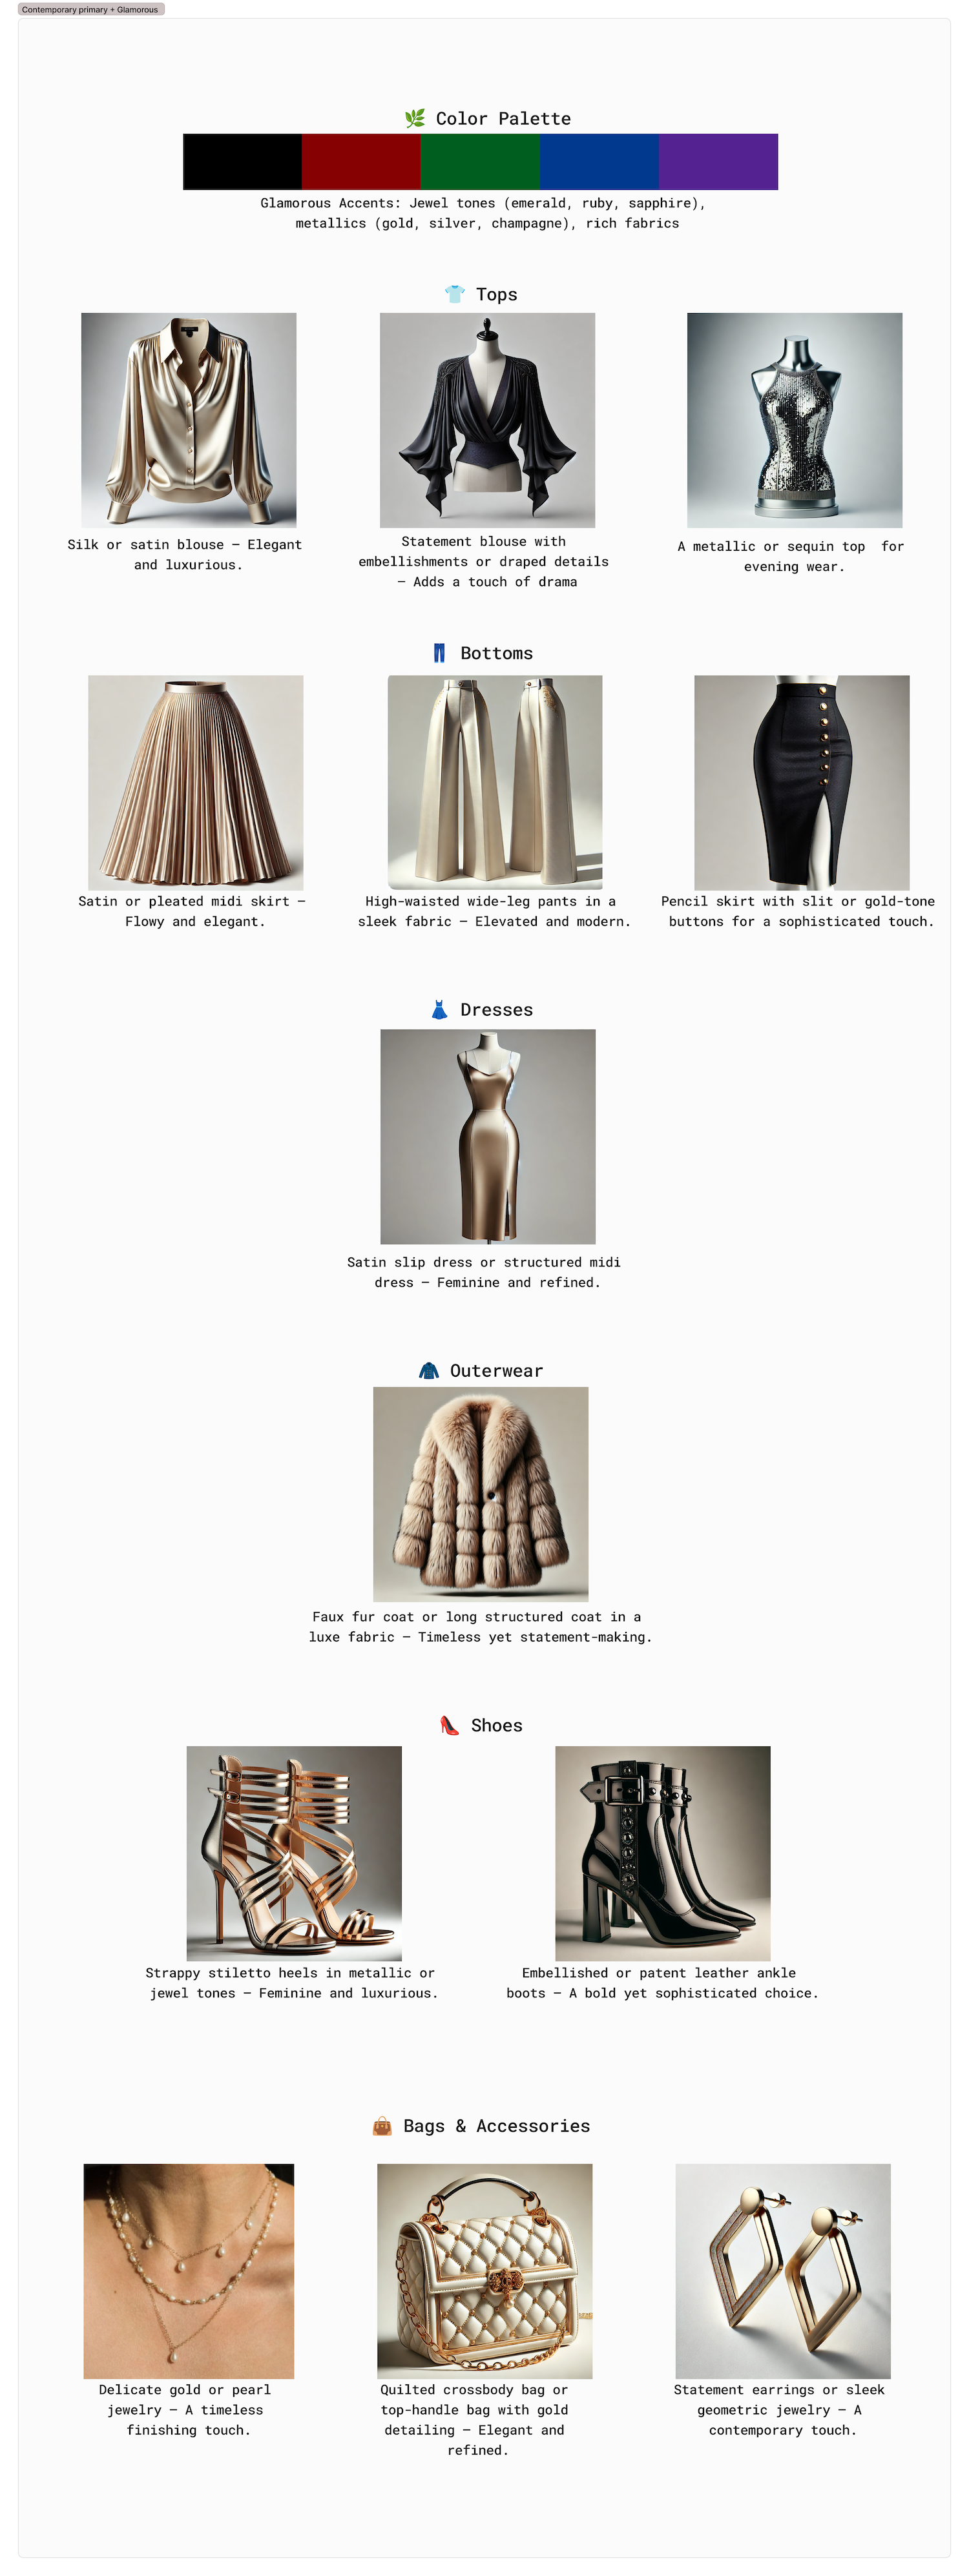 Contemporary primary + Glamorous
🌿 Color Palette
Glamorous Accents: Jewel tones (emerald, ruby, sapphire),
metallics (gold, silver, champagne), rich fabrics
👕 Tops
Silk or satin blouse – Elegant
and luxurious.
Statement blouse with
embellishments or draped details
– Adds a touch of drama
A metallic or sequin top  for
evening wear.
👖 Bottoms
Satin or pleated midi skirt –
Flowy and elegant.
High-waisted wide-leg pants in a
sleek fabric – Elevated and modern.
Pencil skirt with slit or gold-tone
buttons for a sophisticated touch.
👗 Dresses
Satin slip dress or structured midi
dress – Feminine and refined.
🧥 Outerwear
Faux fur coat or long structured coat in a
luxe fabric – Timeless yet statement-making.
👠 Shoes
Strappy stiletto heels in metallic or
jewel tones – Feminine and luxurious.
Embellished or patent leather ankle
boots – A bold yet sophisticated choice.
👜 Bags & Accessories
Delicate gold or pearl
jewelry – A timeless
finishing touch.
Quilted crossbody bag or
top-handle bag with gold
detailing – Elegant and
refined.
Statement earrings or sleek
geometric jewelry – A
contemporary touch.